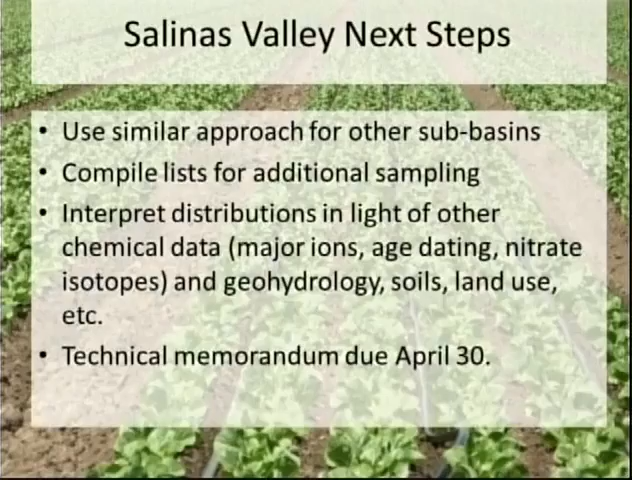 Salinas Valley Next Steps
• Use similar approach for other sub-basins
• Compile lists for additional sampling
• Interpret distributions in light of other
chemical data (major ions, age dating, nitrate
isotopes) and geohydrology, soils, land use,
etc.
• Technical memorandum due April 30.